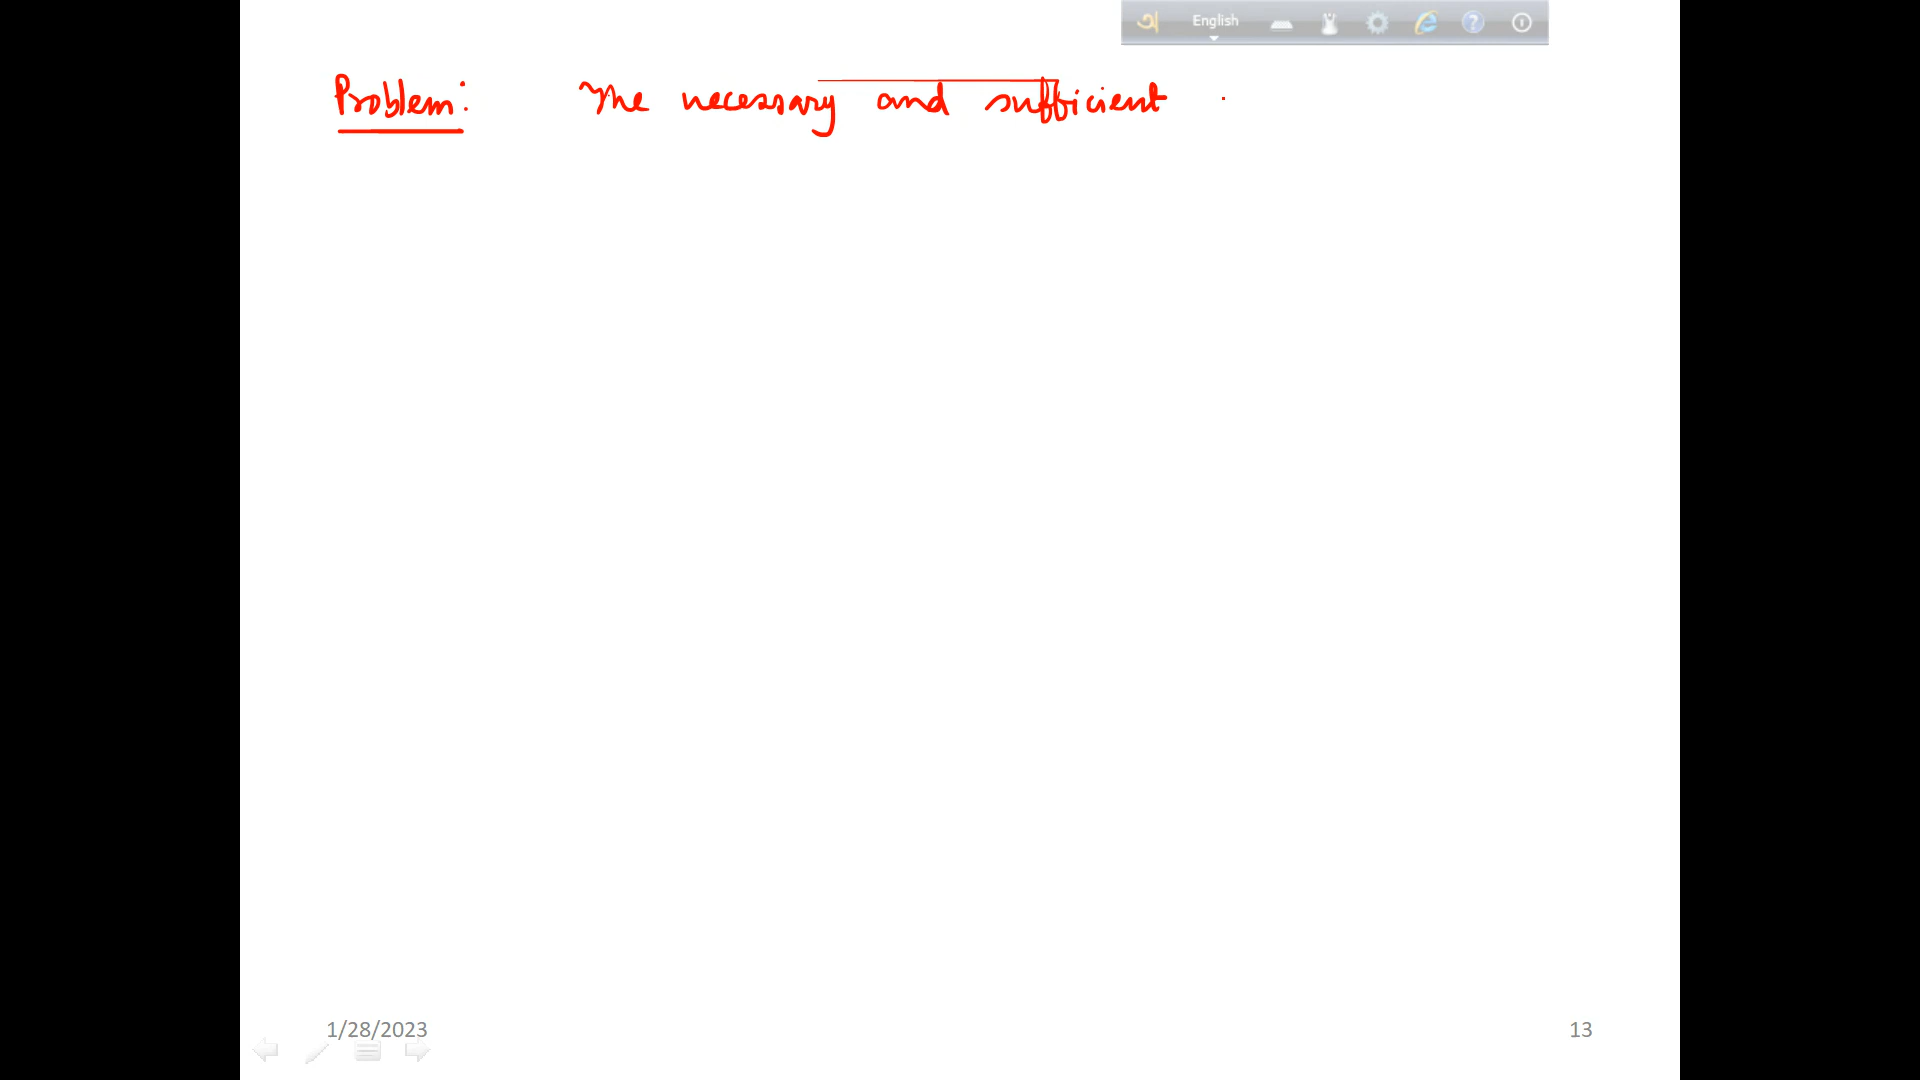 English
Problem: The necessary and sufficient
1/28/2023
13